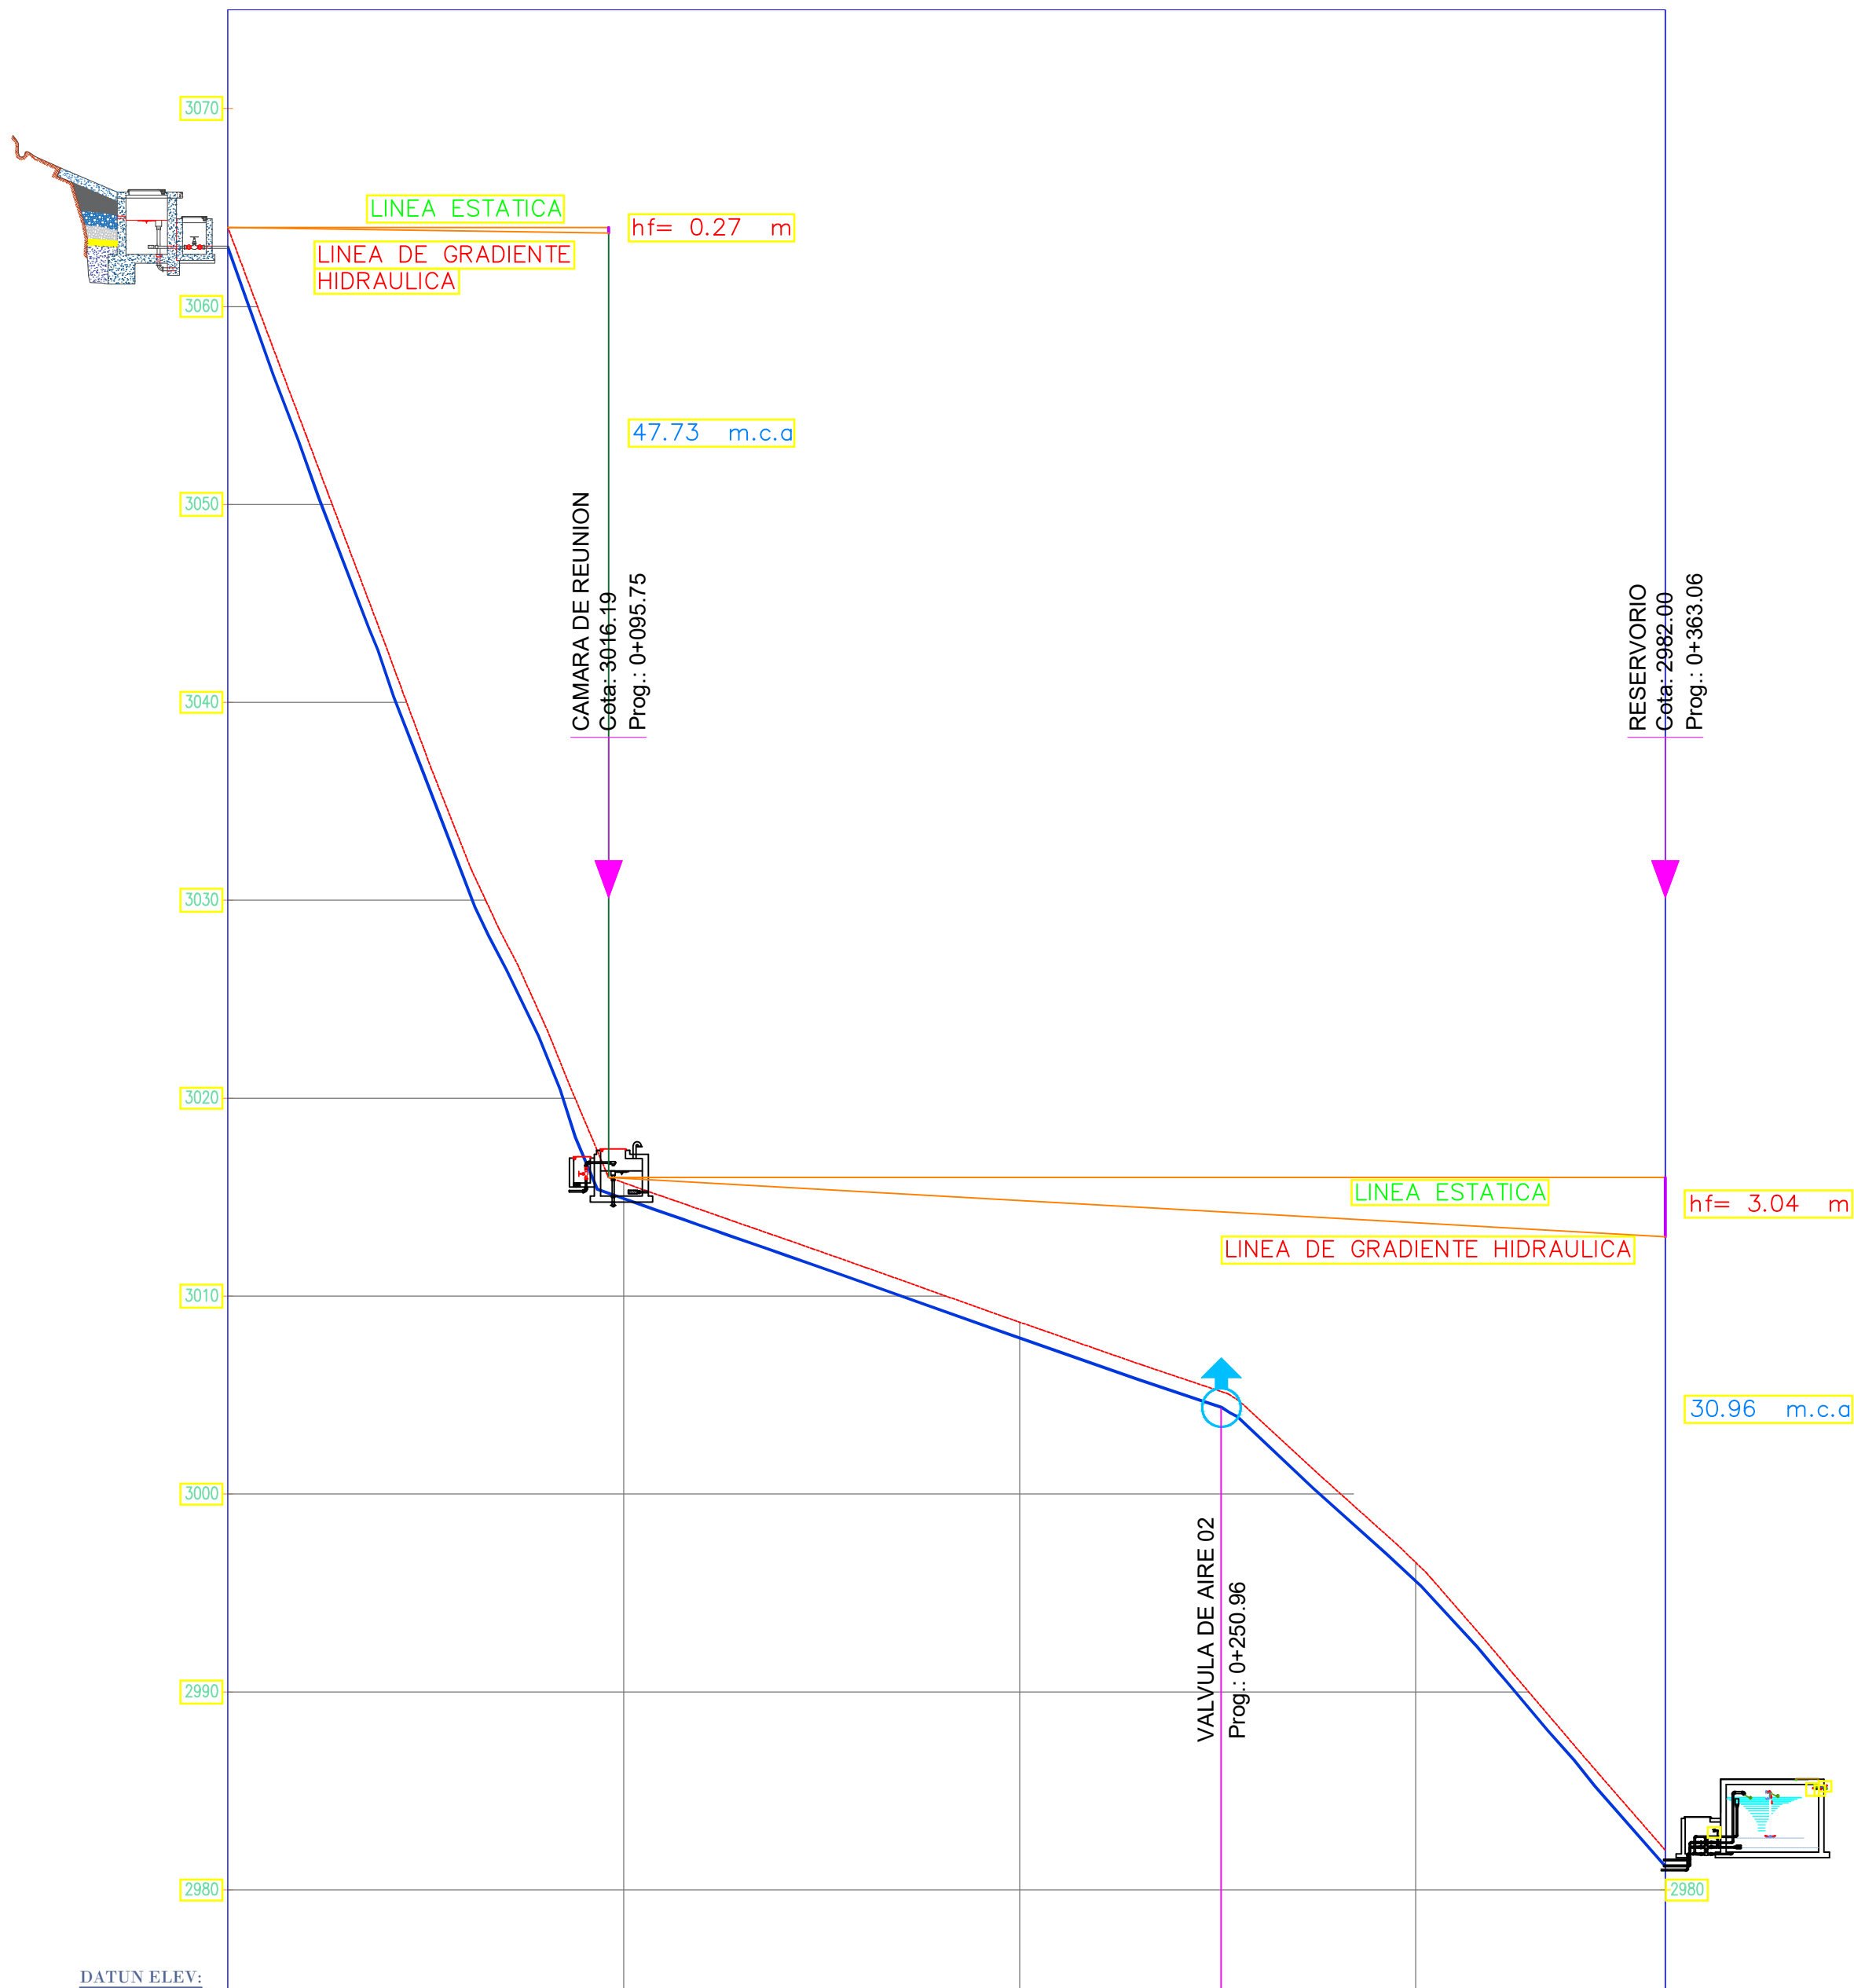 3070
LINEA ESTATICA
hf= 0.27 m
LINEA DE GRADIENTE
HIDRAULICA
3060
47.73 m.c.a
3050
CAMARA DE REUNION
Cota: 3016.19
Prog.: 0+095.75
RESERVORIO
Cota: 2982.00
Prog.: 0+363.06
3040
3030
3020
LINEA ESTATICA
hf= 3.04 m
LINEA DE GRADIENTE HIDRAULICA
3010
30.96 m.c.a
3000
VALVULA DE AIRE 02
Prog.: 0+250.96
2990
2980
2980
DATUN ELEV: